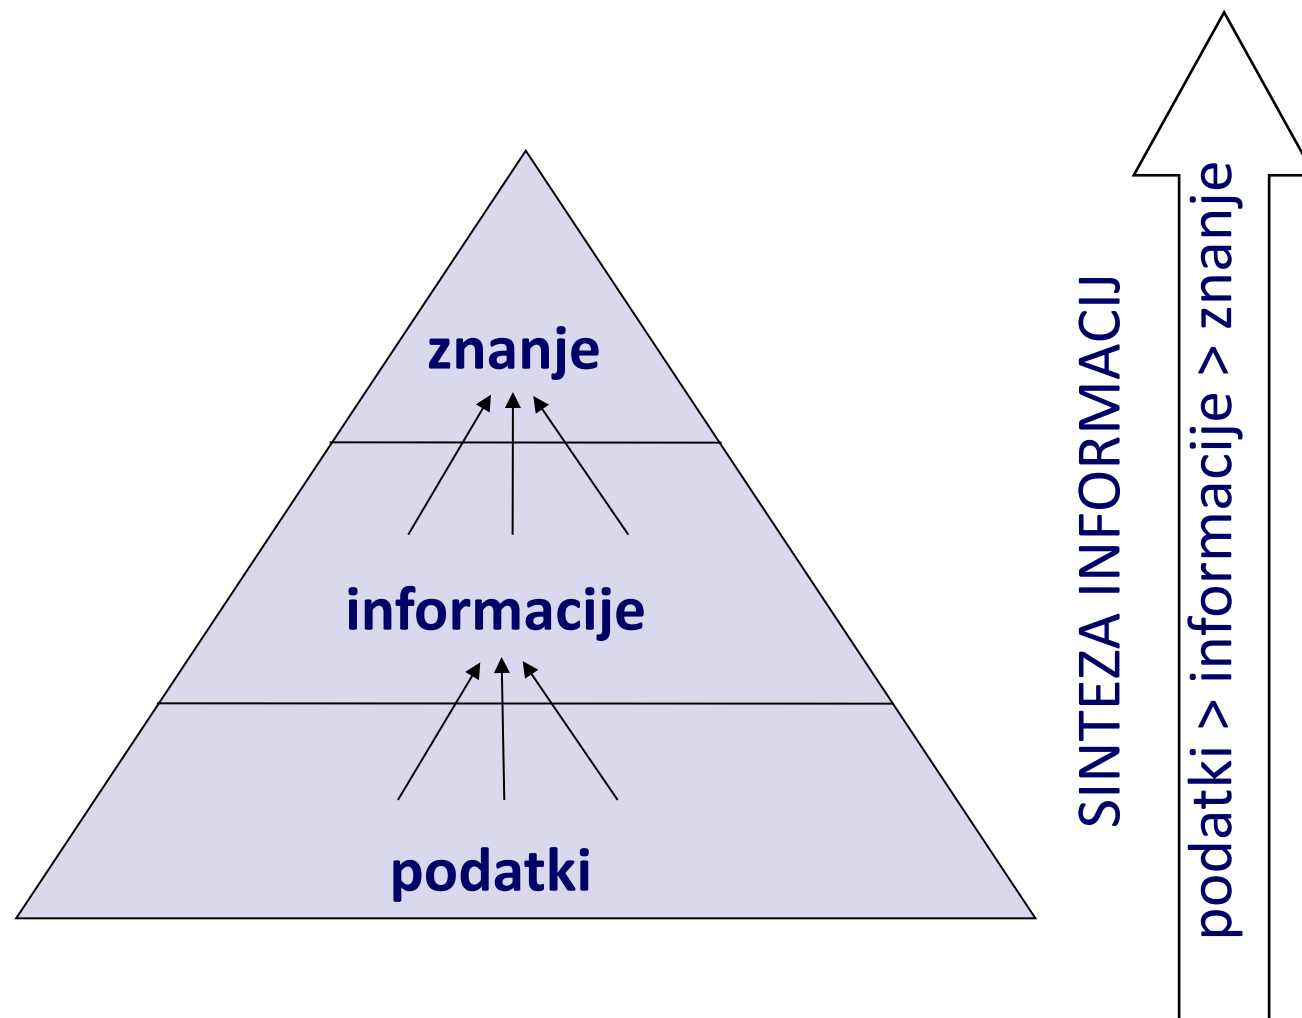 znanje
informacije
podatki
SINTEZA INFORMACIJ
podatki > informacije > znanje